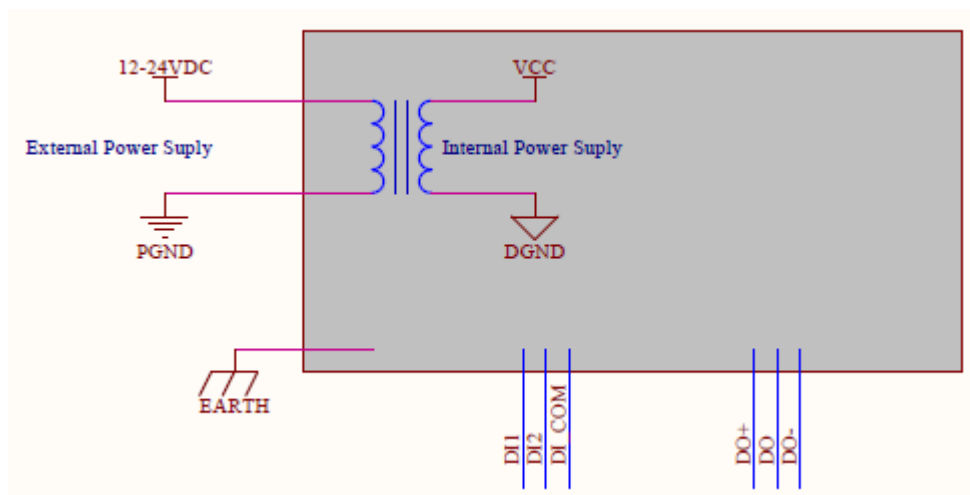 12-24VDC
VCC
External Power Suply
Internal Power Suply
PGND
DGND
EARTH
DI1
DI2
DI_COM
DO+
DO
DO-